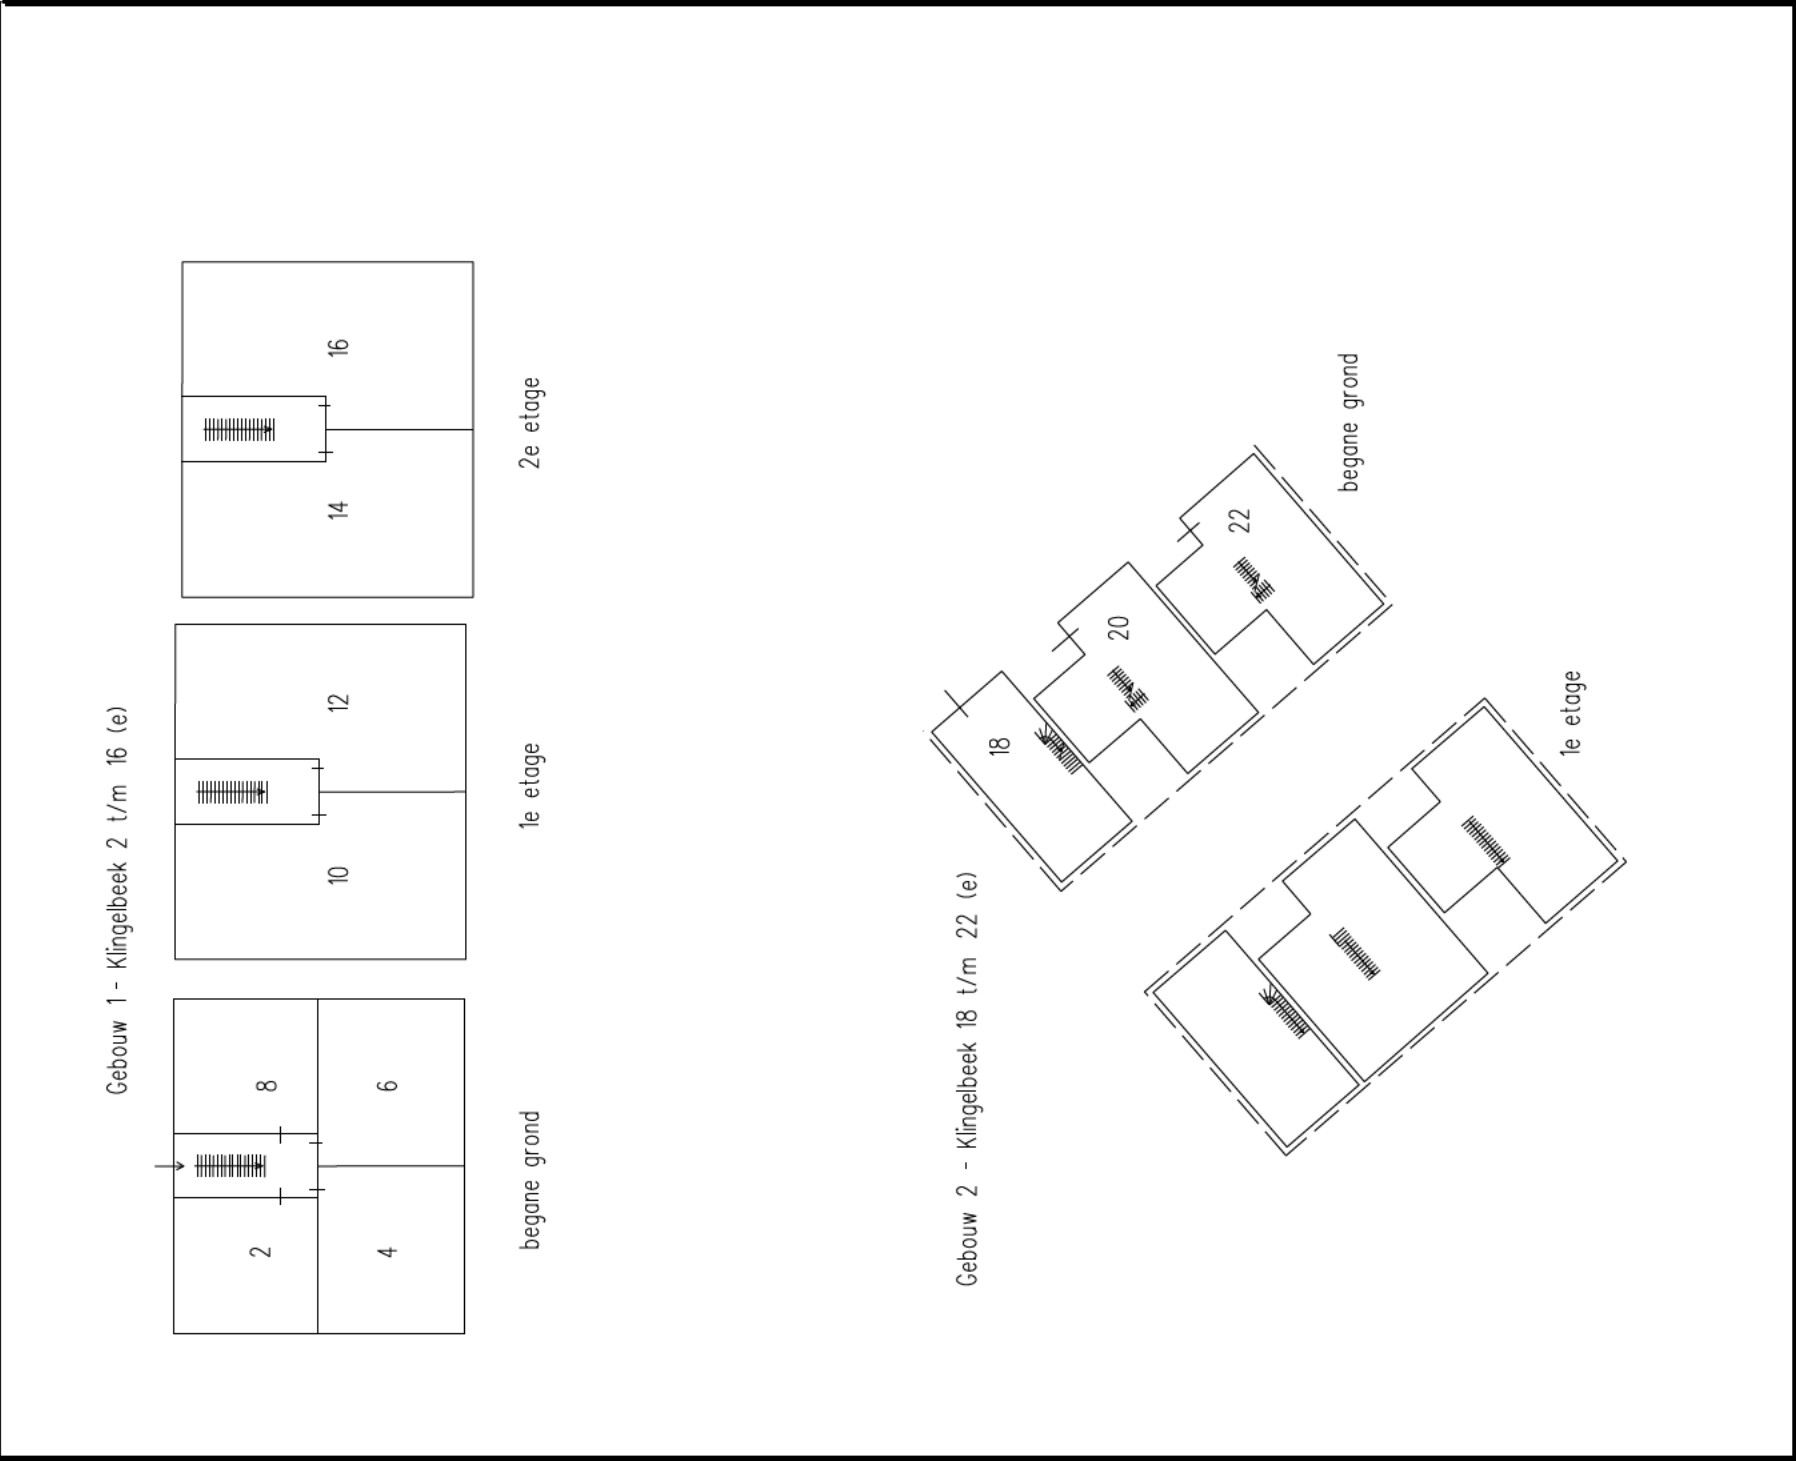 Gebouw 1 - Klingelbeek 2 t/m 16 (e)
2
4
8
6
begane grond
10
12
1e etage
14
16
2e etage
Gebouw 2 - Klingelbeek 18 t/m 22 (e)
18
20
22
begane grond
1e etage